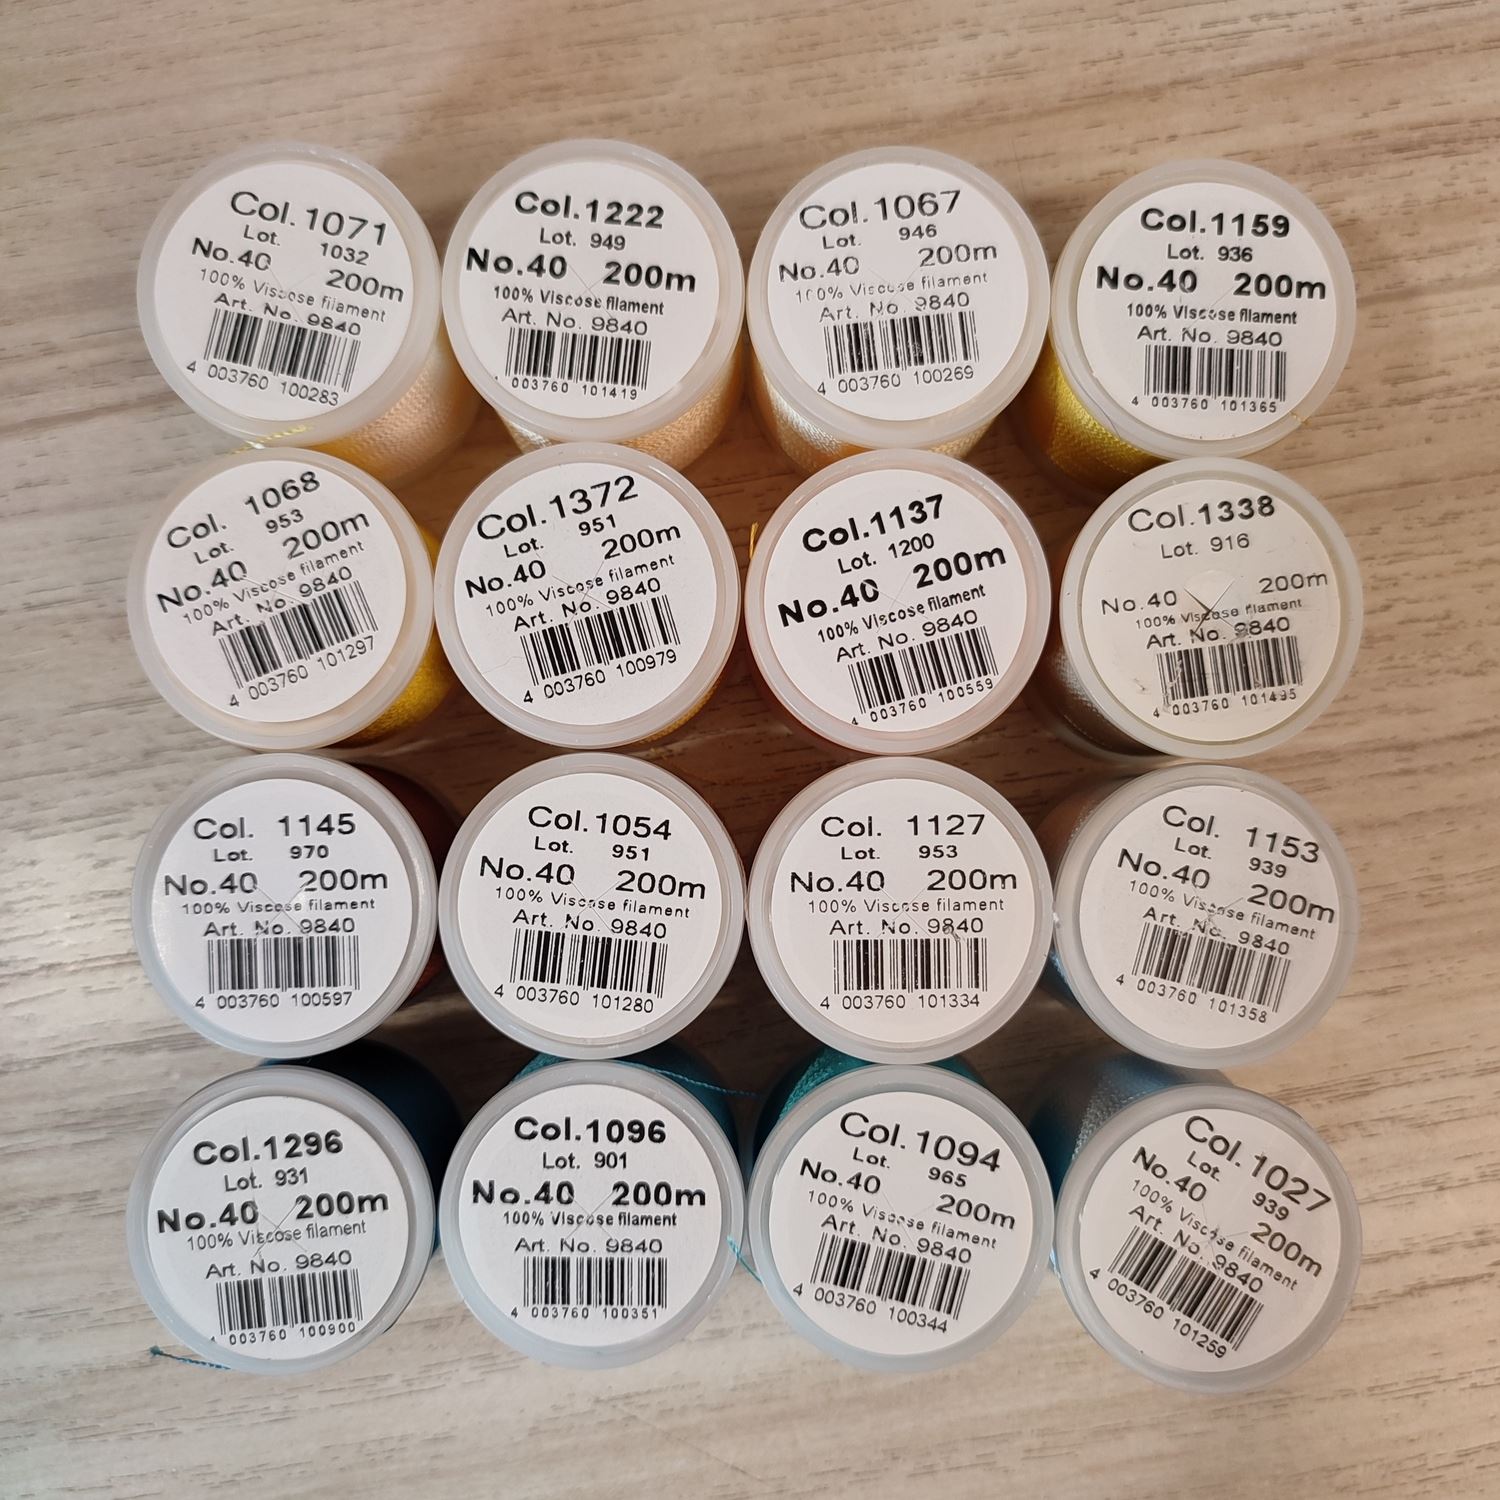 Col. 1071
Lot. 1032
No.40 200m
100% Viscose filament
Art. No. 9840
4 003760 100283
Col.1222
Lot. 949
No.40 200m
100% Viscose filament
Art. No. 9840
4 003760 101419
Col.1067
Lot. 946
No.40 200m
100% Viscose filament
Art. No. 9840
4 003760 100269
Col.1159
Lot. 936
No.40 200m
100% Viscose filament
Art. No. 9840
4 003760 101365
Col. 1068
Lot. 953
No.40 200m
100% Viscose filament
Art. No. 9840
4 003760 101297
Col.1372
Lot. 951
No.40 200m
100% Viscose filament
Art. No. 9840
4 003760 100979
Col.1137
Lot. 1200
No.40 200m
100% Viscose filament
Art. No. 9840
4 003760 100559
Col.1338
Lot. 916
No.40 200m
100% Viscose filament
Art. No. 9840
4 003760 101495
Col. 1145
Lot. 970
No.40 200m
100% Viscose filament
Art. No. 9840
4 003760 100597
Col.1054
Lot. 951
No.40 200m
100% Viscose filament
Art. No. 9840
4 003760 101280
Col. 1127
Lot. 953
No.40 200m
100% Viscose filament
Art. No. 9840
4 003760 101334
Col. 1153
Lot. 939
No.40 200m
100% Viscose filament
Art. No. 9840
4 003760 101358
Col.1296
Lot. 931
No.40 200m
100% Viscose filament
Art. No. 9840
4 003760 100900
Col.1096
Lot. 901
No.40 200m
100% Viscose filament
Art. No. 9840
4 003760 100351
Col.1094
Lot. 965
No.40 200m
100% Viscose filament
Art. No. 9840
4 003760 100344
Col.1027
Lot. 939
No.40 200m
100% Viscose filament
Art. No. 9840
4 003760 101259